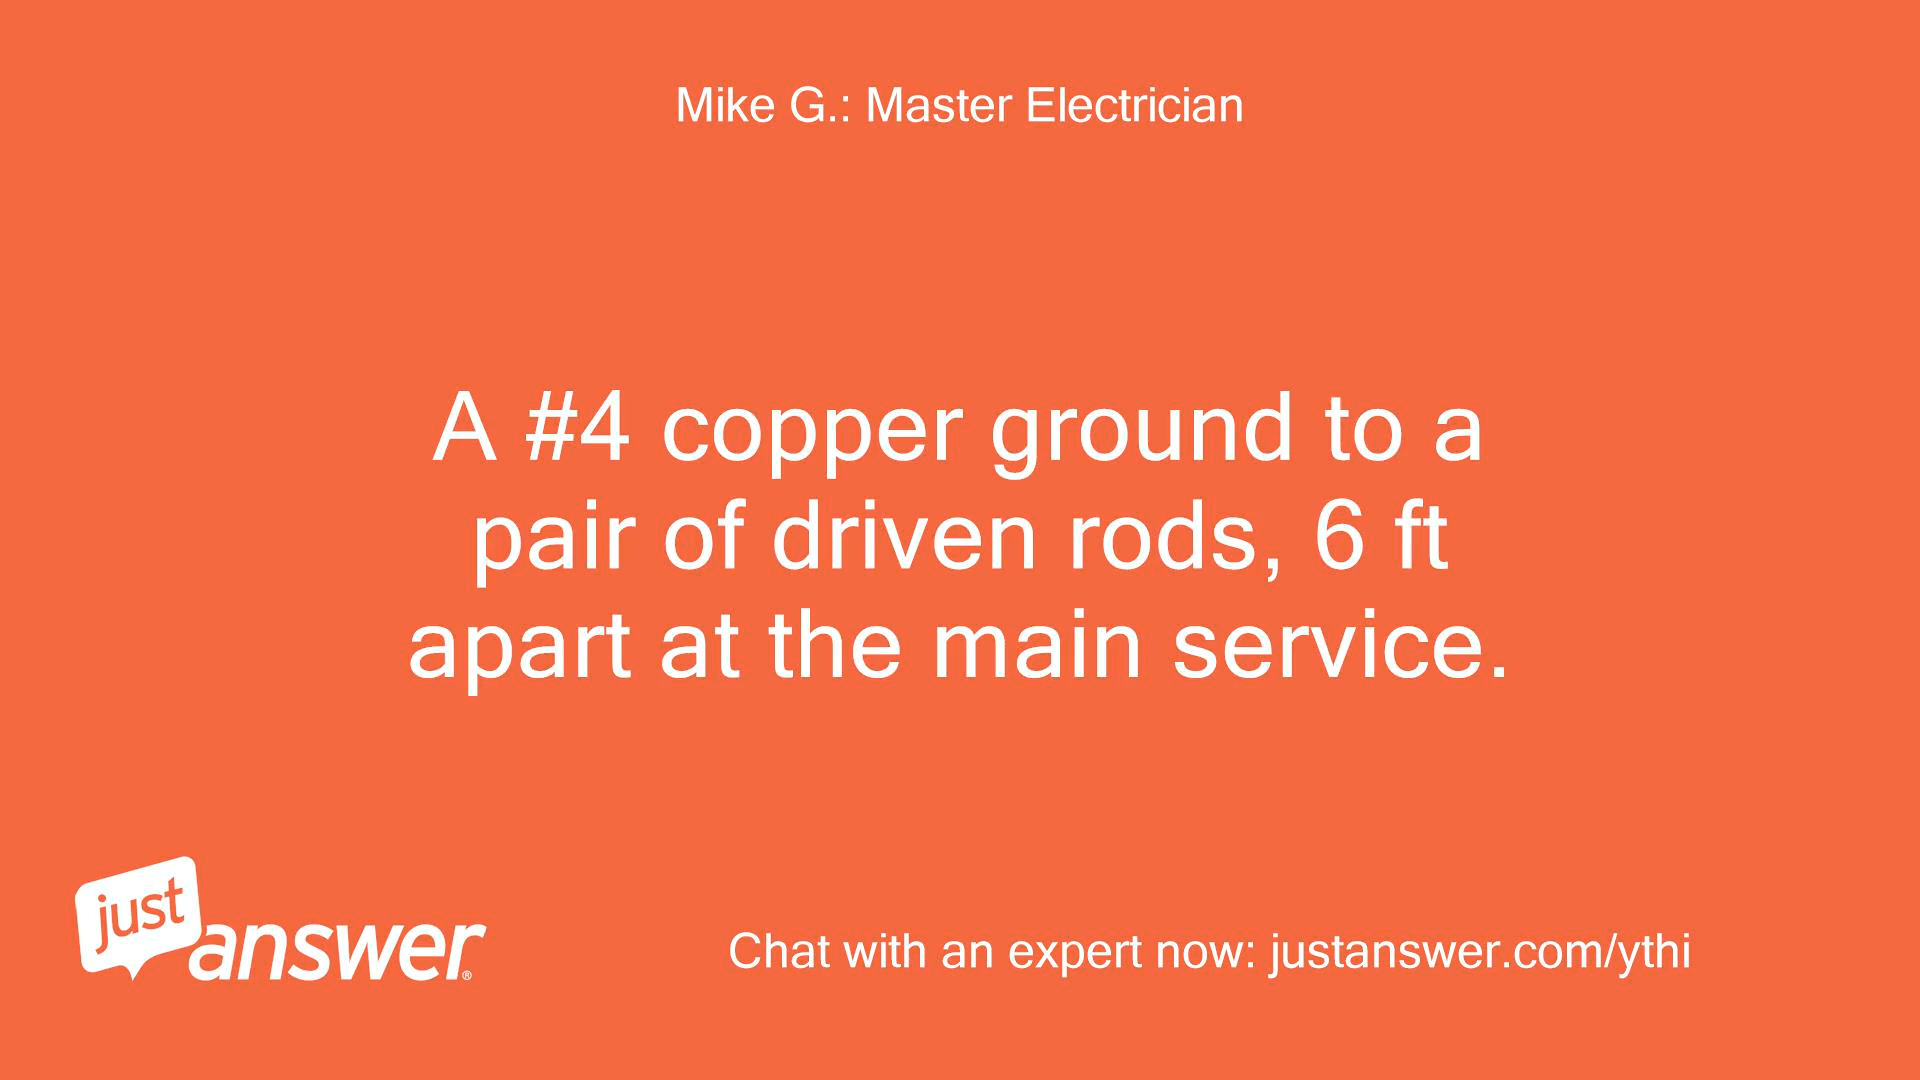 Mike G.: Master Electrician
A #4 copper ground to a
pair of driven rods, 6 ft
apart at the main service.
just
answer®
Chat with an expert now: justanswer.com/ythi